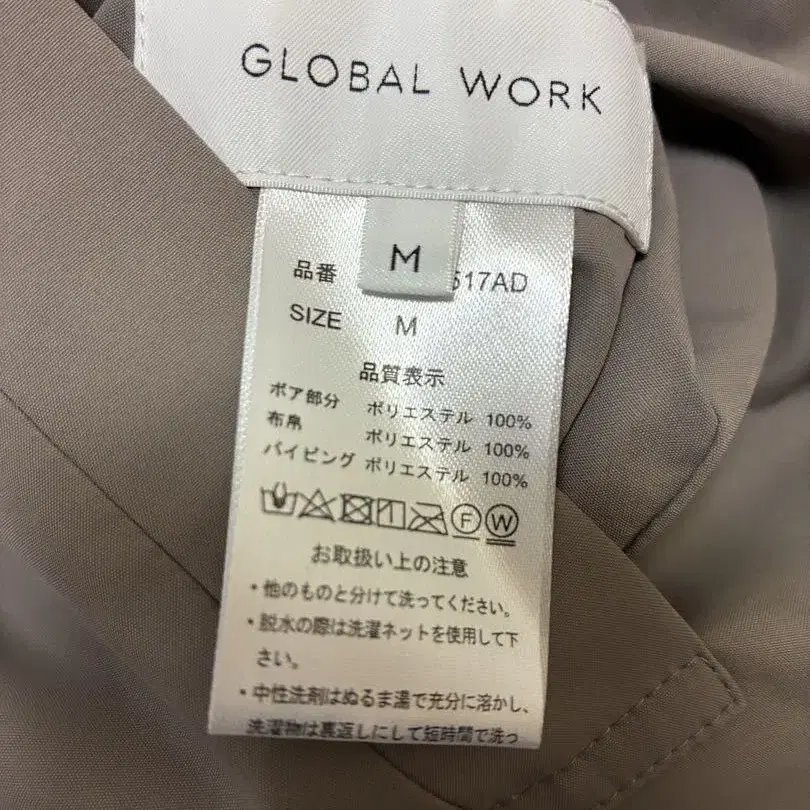 GLOBAL WORK
M
品番 517AD
SIZE M
品質表示
ボア部分 ポリエステル 100%
布帛 ポリエステル 100%
パイピング ポリエステル 100%
F W
お取扱い上の注意
・他のものと分けて洗ってください。
・脱水の際は洗濯ネットを使用して下
さい。
・中性洗剤はぬるま湯で充分に溶かし、
洗濯物は裏返しにして短時間で洗っ